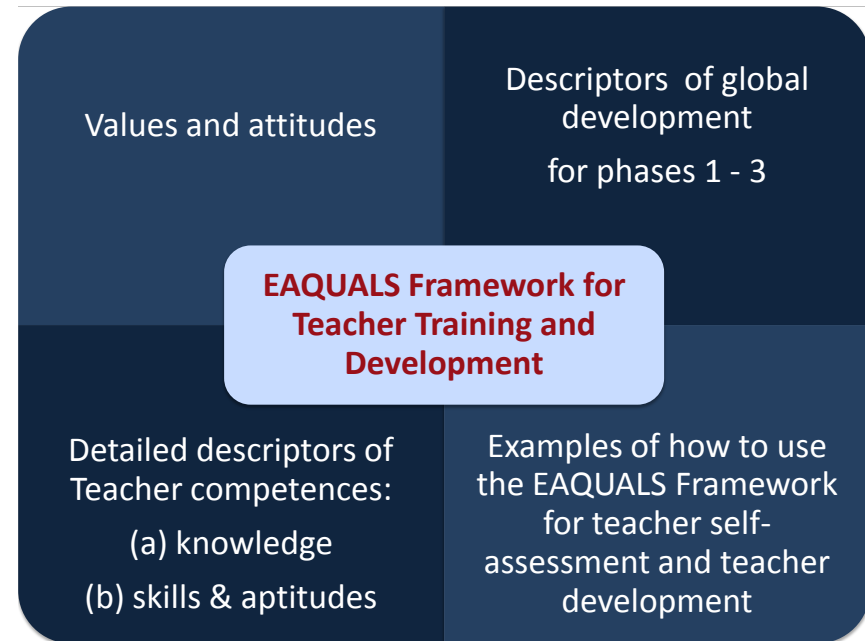 Values and attitudes
Descriptors of global
development
for phases 1 - 3
EAQUALS Framework for
Teacher Training and
Development
Detailed descriptors of
Teacher competences:
(a) knowledge
(b) skills & aptitudes
Examples of how to use
the EAQUALS Framework
for teacher self-
assessment and teacher
development